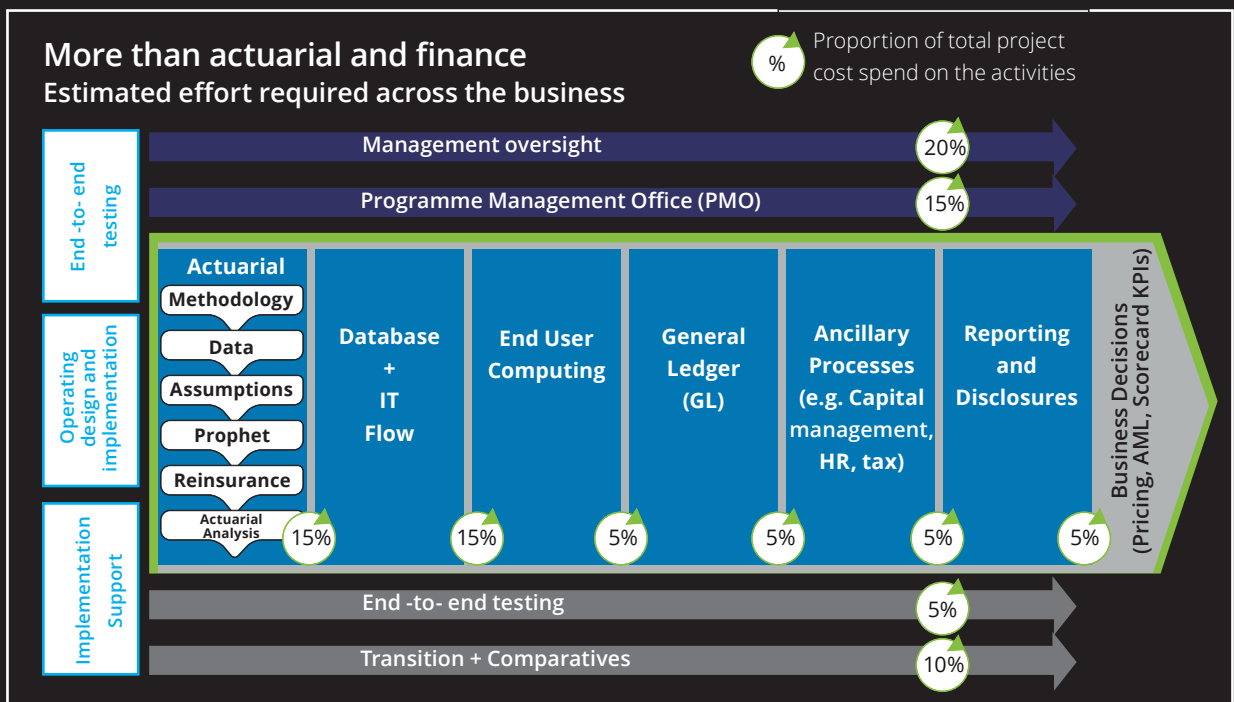 More than actuarial and finance
Estimated effort required across the business
%
Proportion of total project
cost spend on the activities
End -to- end
testing
Operating
design and
implementation
Implementation
Support
Management oversight
20%
Programme Management Office (PMO)
15%
Actuarial
Methodology
Data
Assumptions
Prophet
Reinsurance
Actuarial
Analysis
15%
Database
+
IT
Flow
15%
End User
Computing
5%
General
Ledger
(GL)
5%
Ancillary
Processes
(e.g. Capital
management,
HR, tax)
5%
Reporting
and
Disclosures
5%
Business Decisions
(Pricing, AML, Scorecard KPIs)
End -to- end testing
5%
Transition + Comparatives
10%